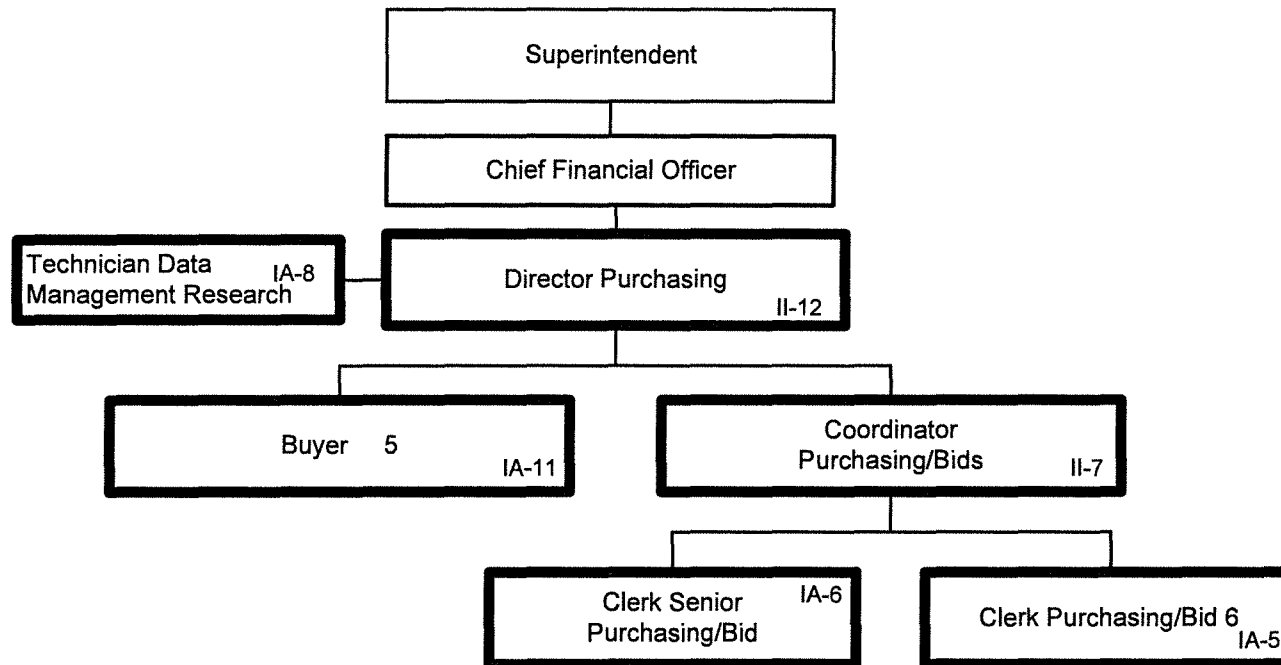 Superintendent
Chief Financial Officer
Technician Data IA-8
Management Research
Director Purchasing
II-12
Buyer 5
IA-11
Coordinator
Purchasing/Bids
II-7
Clerk Senior IA-6
Purchasing/Bid
Clerk Purchasing/Bid 6
IA-5